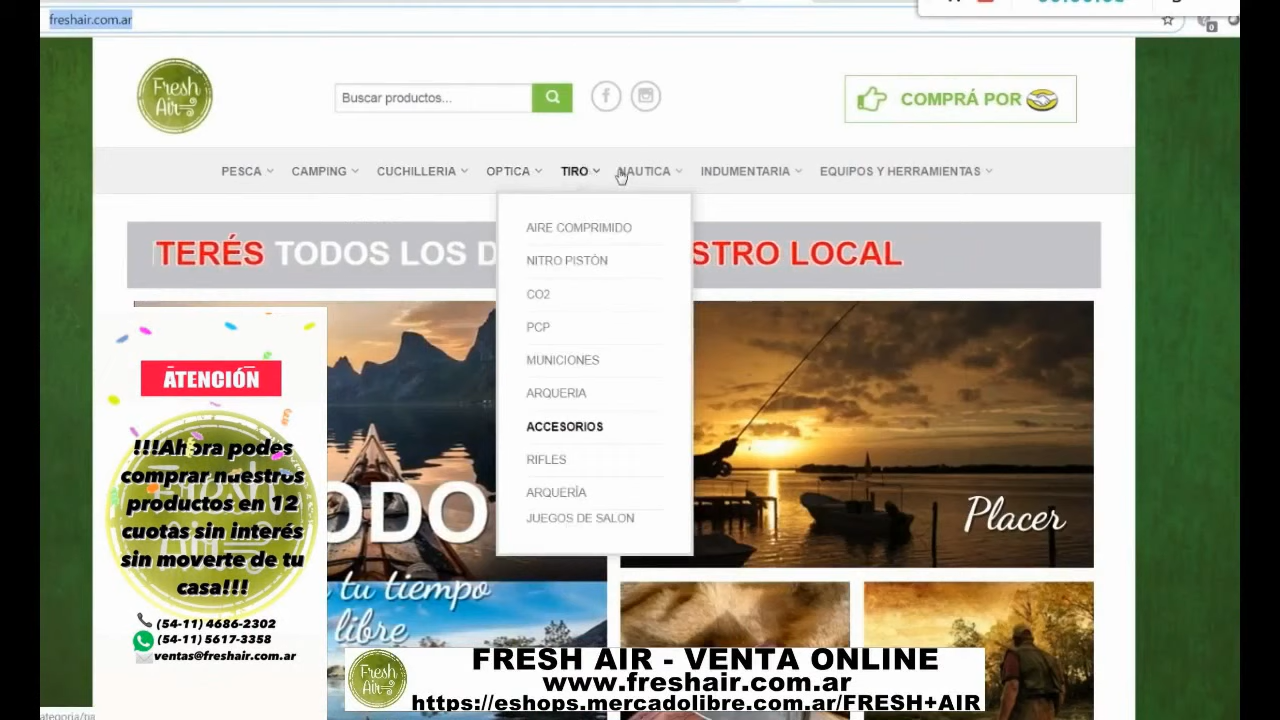 freshair.com.ar
0
Fresh
Air
Buscar productos...
COMPRÁ POR
PESCA CAMPING CUCHILLERIA OPTICA TIRO NAUTICA INDUMENTARIA EQUIPOS Y HERRAMIENTAS
AIRE COMPRIMIDO
NITRO PISTÓN
CO2
PCP
MUNICIONES
ARQUERIA
ACCESORIOS
RIFLES
ARQUERÍA
JUEGOS DE SALON
TERÉS TODOS LOS D STRO LOCAL
ODO
tu tiempo
libre
Placer
ATENCIÓN
!!!Ahora podes
comprar nuestros
productos en 12
cuotas sin interés
sin moverte de tu
casa!!!
(54-11) 4686-2302
(54-11) 5617-3358
ventas@freshair.com.ar
Fresh
Air
FRESH AIR - VENTA ONLINE
www.freshair.com.ar
https://eshops.mercadolibre.com.ar/FRESH+AIR